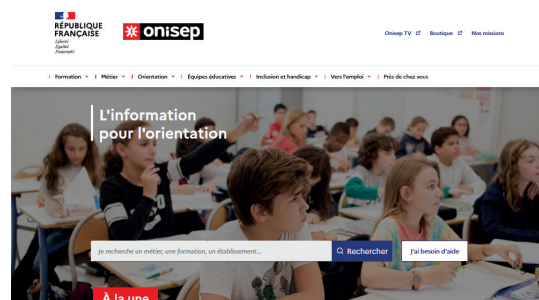 RÉPUBLIQUE
FRANÇAISE
Liberté
Égalité
Fraternité
onisep
Onisep TV Boutique Nos missions
Formation Métier Orientation Équipes éducatives Inclusion et handicap Vers l'emploi Près de chez vous
L'information
pour l'orientation
Je recherche un métier, une formation, un établissement... Rechercher J'ai besoin d'aide
À la une